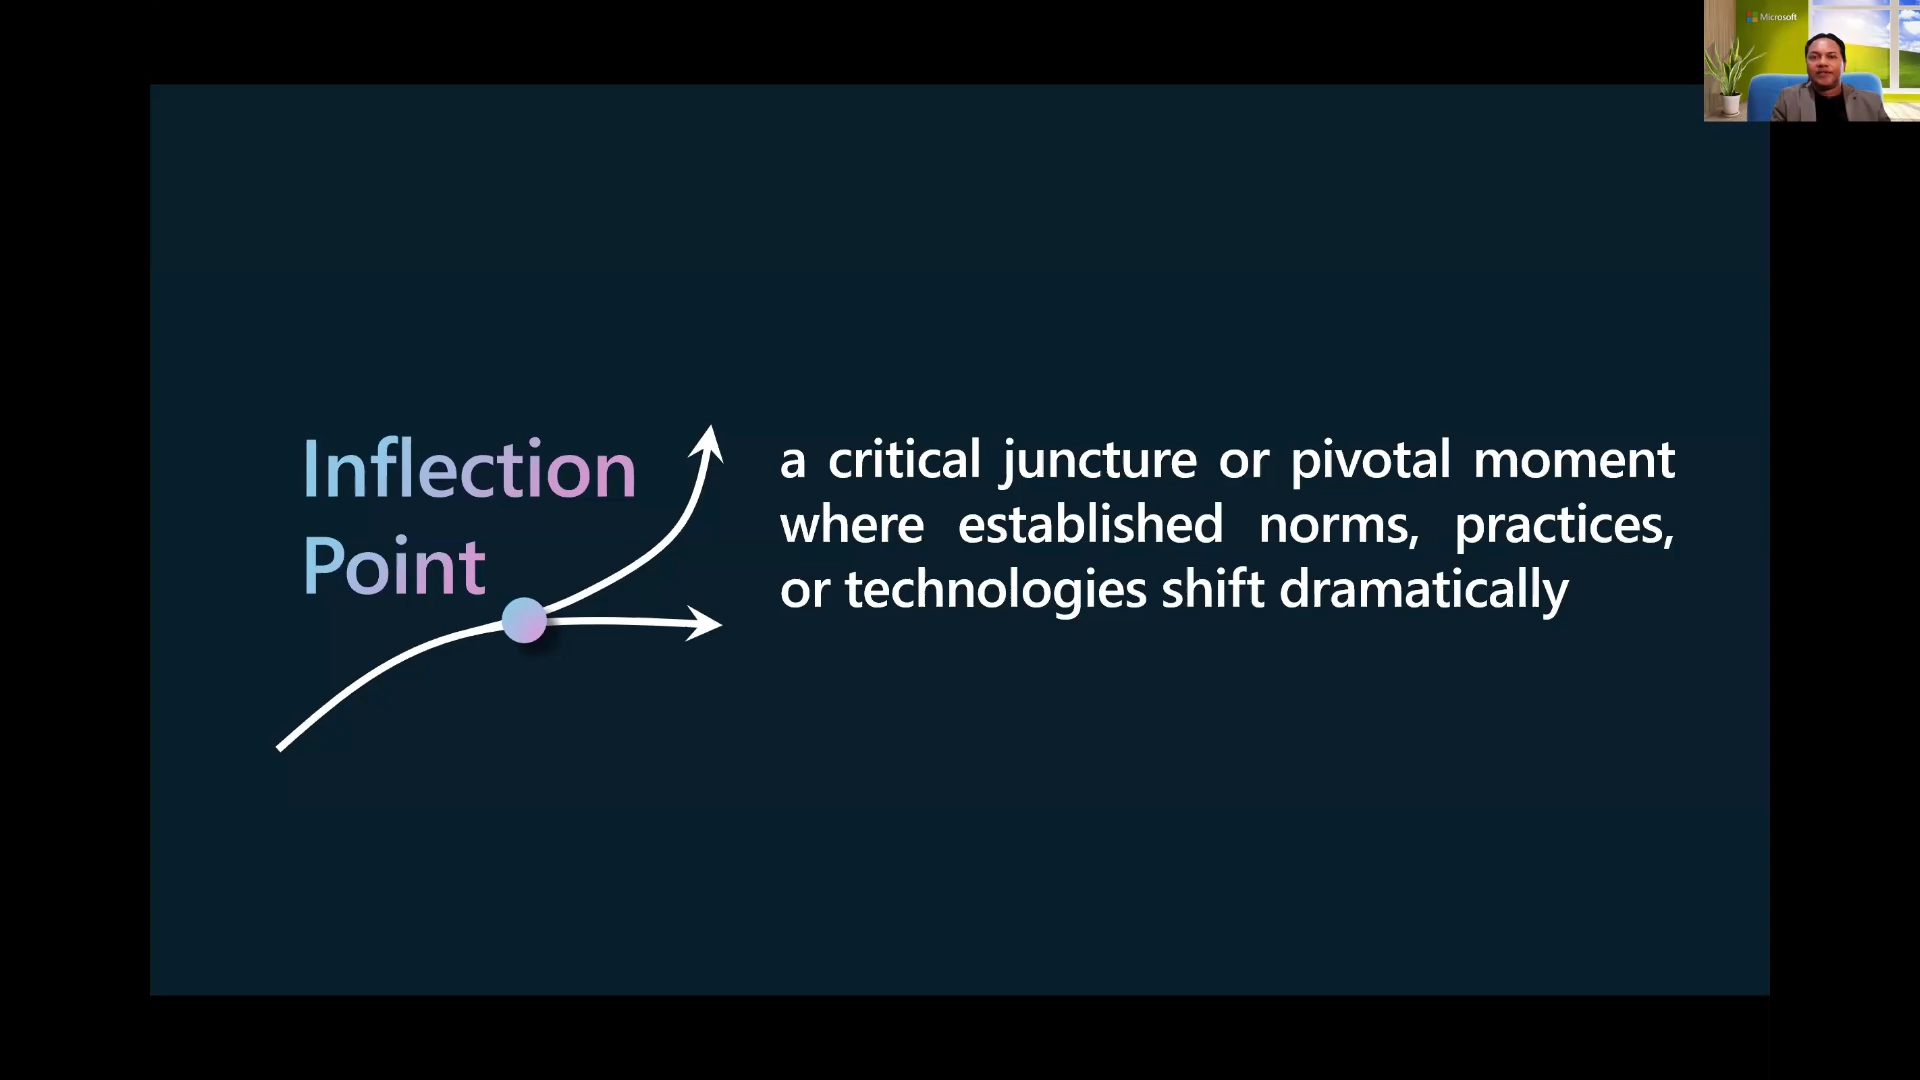 Microsoft
Inflection
Point
a critical juncture or pivotal moment
where established norms, practices,
or technologies shift dramatically